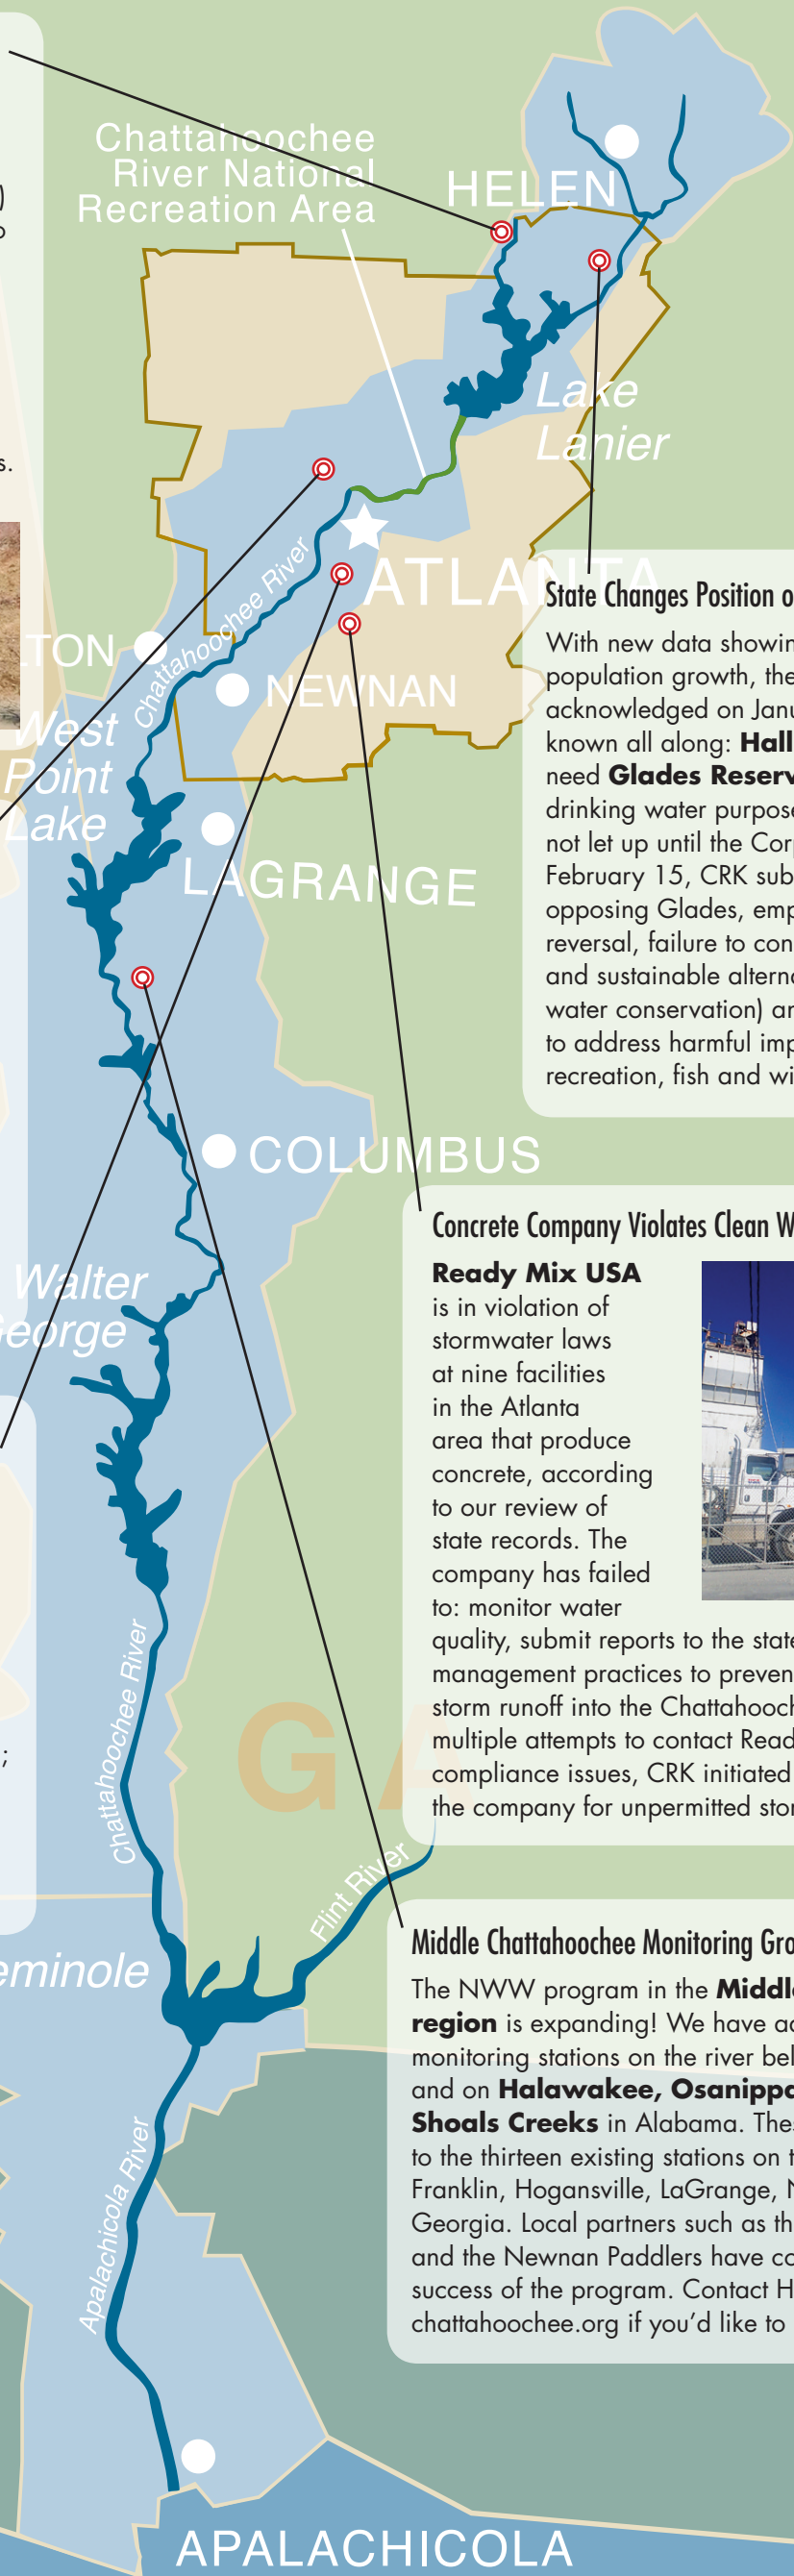 )
Chattahoochee
River National
Recreation Area
HELEN
Lake
Lanier
s.
Chattahoochee River
ATLANTA
LTON
NEWNAN
West
Point
Lake
LAGRANGE
State Changes Position o
With new data showin
population growth, the
acknowledged on Janu
known all along: Hall
need Glades Reserv
drinking water purpose
not let up until the Corp
February 15, CRK sub
opposing Glades, emp
reversal, failure to con
and sustainable alterna
water conservation) an
to address harmful imp
recreation, fish and wi
COLUMBUS
Walter
George
Concrete Company Violates Clean W
Ready Mix USA
is in violation of
stormwater laws
at nine facilities
in the Atlanta
area that produce
concrete, according
to our review of
state records. The
company has failed
to: monitor water
quality, submit reports to the state
management practices to preven
storm runoff into the Chattahooch
multiple attempts to contact Read
compliance issues, CRK initiated
the company for unpermitted stor
;
GA
Chattahoochee River
Flint River
eminole
Middle Chattahoochee Monitoring Gro
The NWW program in the Middle
region is expanding! We have ad
monitoring stations on the river bel
and on Halawakee, Osanippa
Shoals Creeks in Alabama. Thes
to the thirteen existing stations on t
Franklin, Hogansville, LaGrange, N
Georgia. Local partners such as th
and the Newnan Paddlers have co
success of the program. Contact H
chattahoochee.org if you’d like to
Apalachicola River
APALACHICOLA